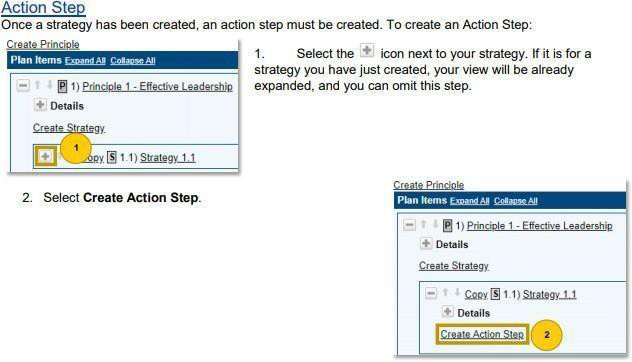 Action Step
Once a strategy has been created, an action step must be created. To create an Action Step:
Create Principle
Plan Items Expand All Collapse All
P 1) Principle 1 - Effective Leadership
Details
Create Strategy
1
opy S 1.1) Strategy 1.1
1. Select the icon next to your strategy. If it is for a
strategy you have just created, your view will be already
expanded, and you can omit this step.
2. Select Create Action Step.
Create Principle
Plan Items Expand All Collapse All
P 1) Principle 1 - Effective Leadership
Details
Create Strategy
Copy S 1.1) Strategy 1.1
Details
Create Action Step 2